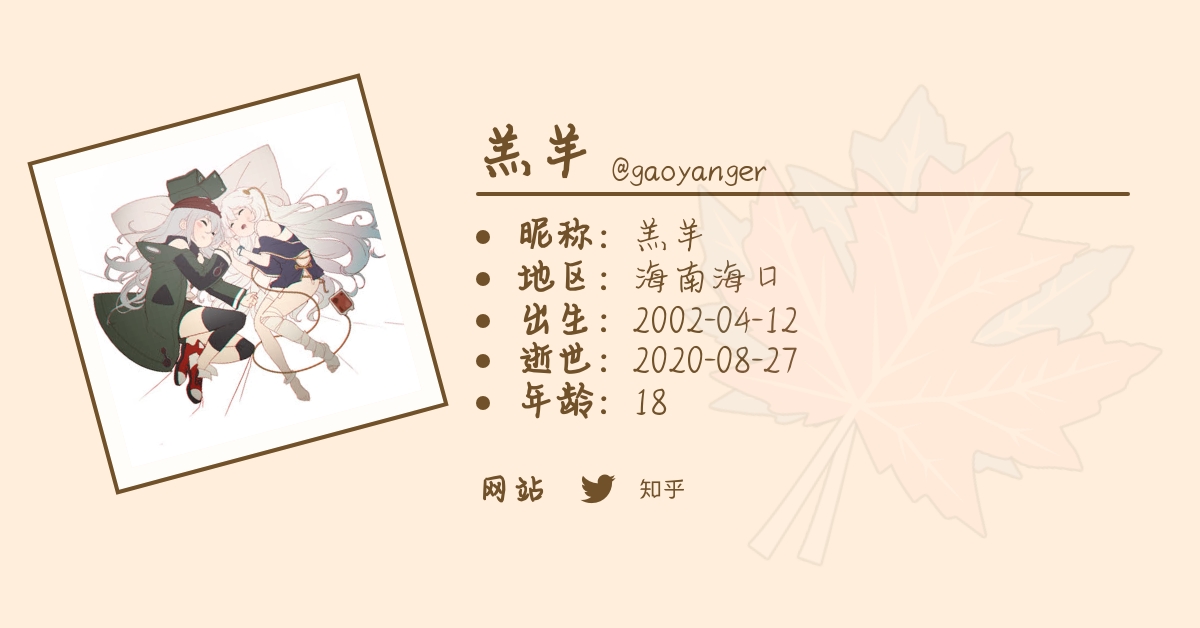 羔羊 @gaoyanger
昵称：羔羊
地区：海南海口
出生：2002-04-12
逝世：2020-08-27
年龄：18
网站 知乎